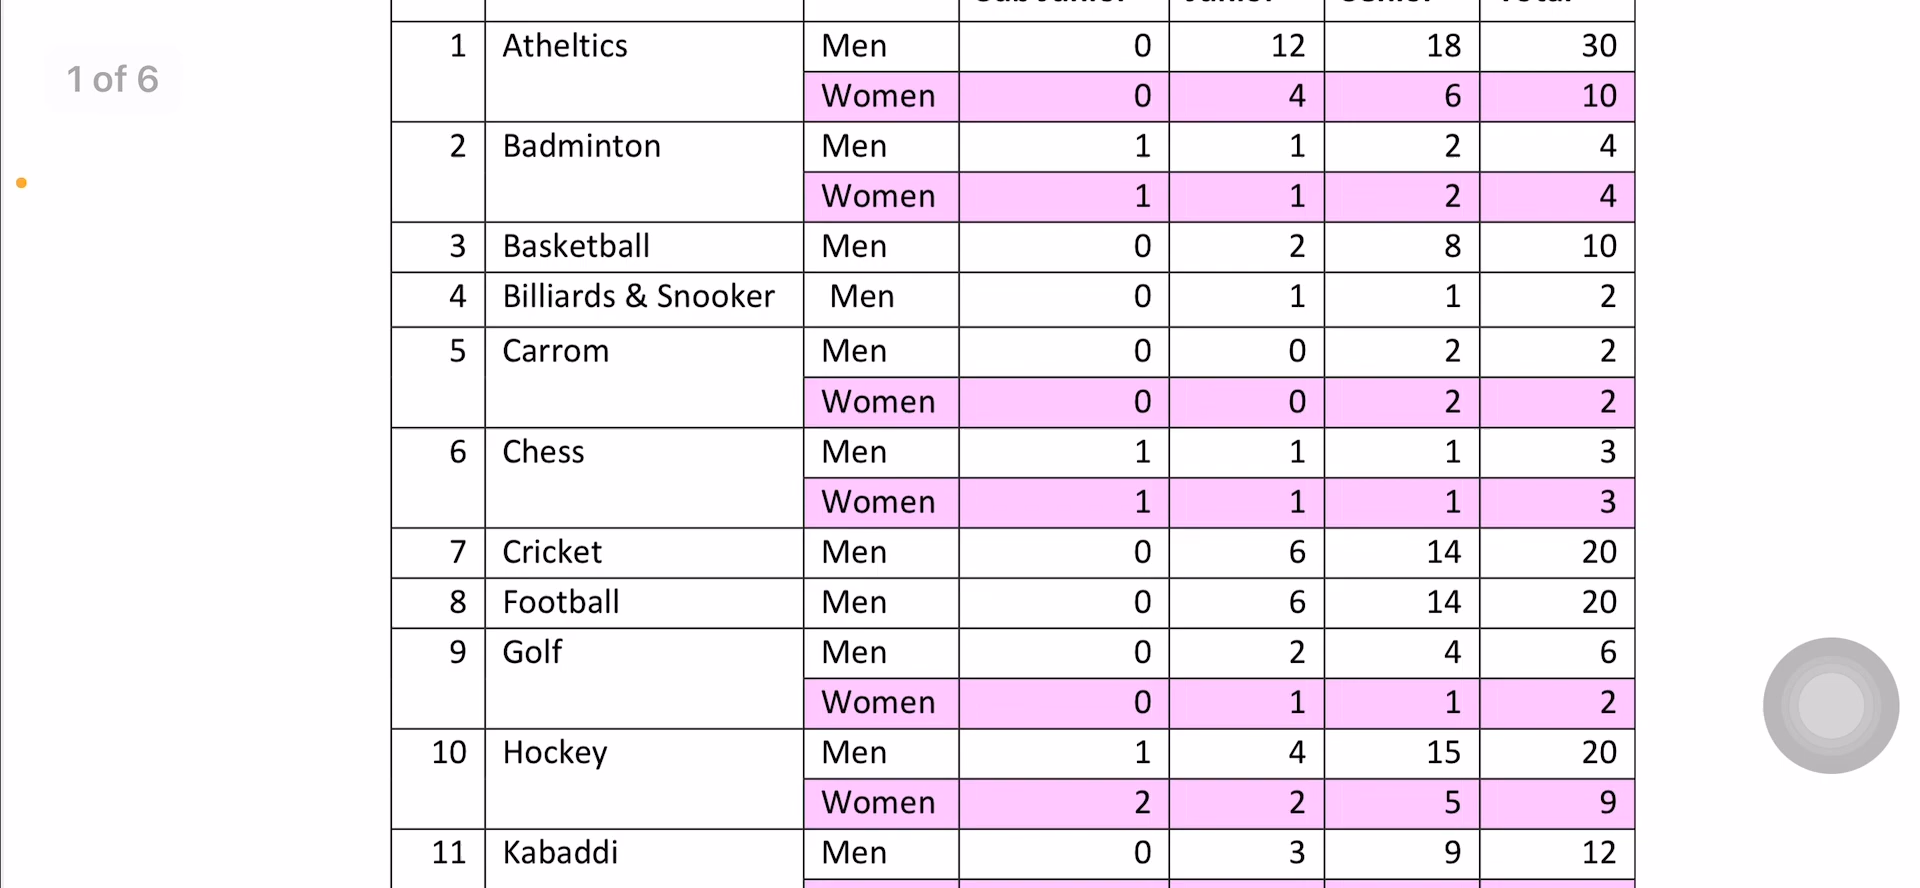 Sub Junior Junior Senior Total
1 of 6
1 Atheltics Men 0 12 18 30
Women 0 4 6 10
2 Badminton Men 1 1 2 4
Women 1 1 2 4
3 Basketball Men 0 2 8 10
4 Billiards & Snooker Men 0 1 1 2
5 Carrom Men 0 0 2 2
Women 0 0 2 2
6 Chess Men 1 1 1 3
Women 1 1 1 3
7 Cricket Men 0 6 14 20
8 Football Men 0 6 14 20
9 Golf Men 0 2 4 6
Women 0 1 1 2
10 Hockey Men 1 4 15 20
Women 2 2 5 9
11 Kabaddi Men 0 3 9 12